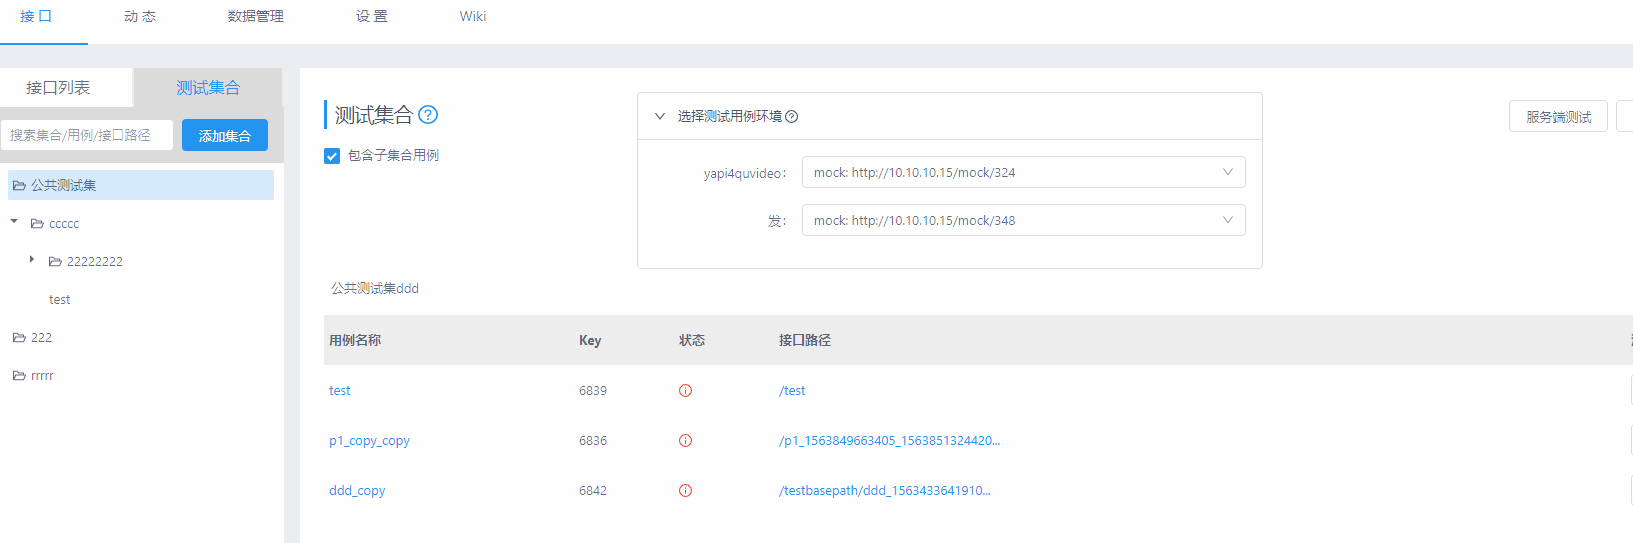 接 口 动 态 数据管理 设 置 Wiki
接口列表 测试集合
搜索集合/用例/接口路径 添加集合
公共测试集
ccccc
22222222
test
222
rrrrr
测试集合
包含子集合用例
选择测试用例环境
yapi4quvideo: mock: http://10.10.10.15/mock/324
发: mock: http://10.10.10.15/mock/348
服务端测试
公共测试集ddd
用例名称 Key 状态 接口路径
test 6839 /test
p1_copy_copy 6836 /p1_1563849663405_1563851324420...
ddd_copy 6842 /testbasepath/ddd_1563433641910...